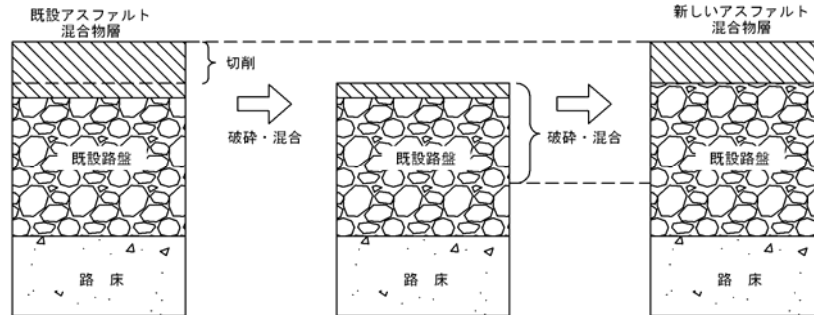 既設アスファルト
混合物層
切削
破砕・混合
既設路盤
路 床
既設路盤
路 床
破砕・混合
新しいアスファルト
混合物層
既設路盤
路 床